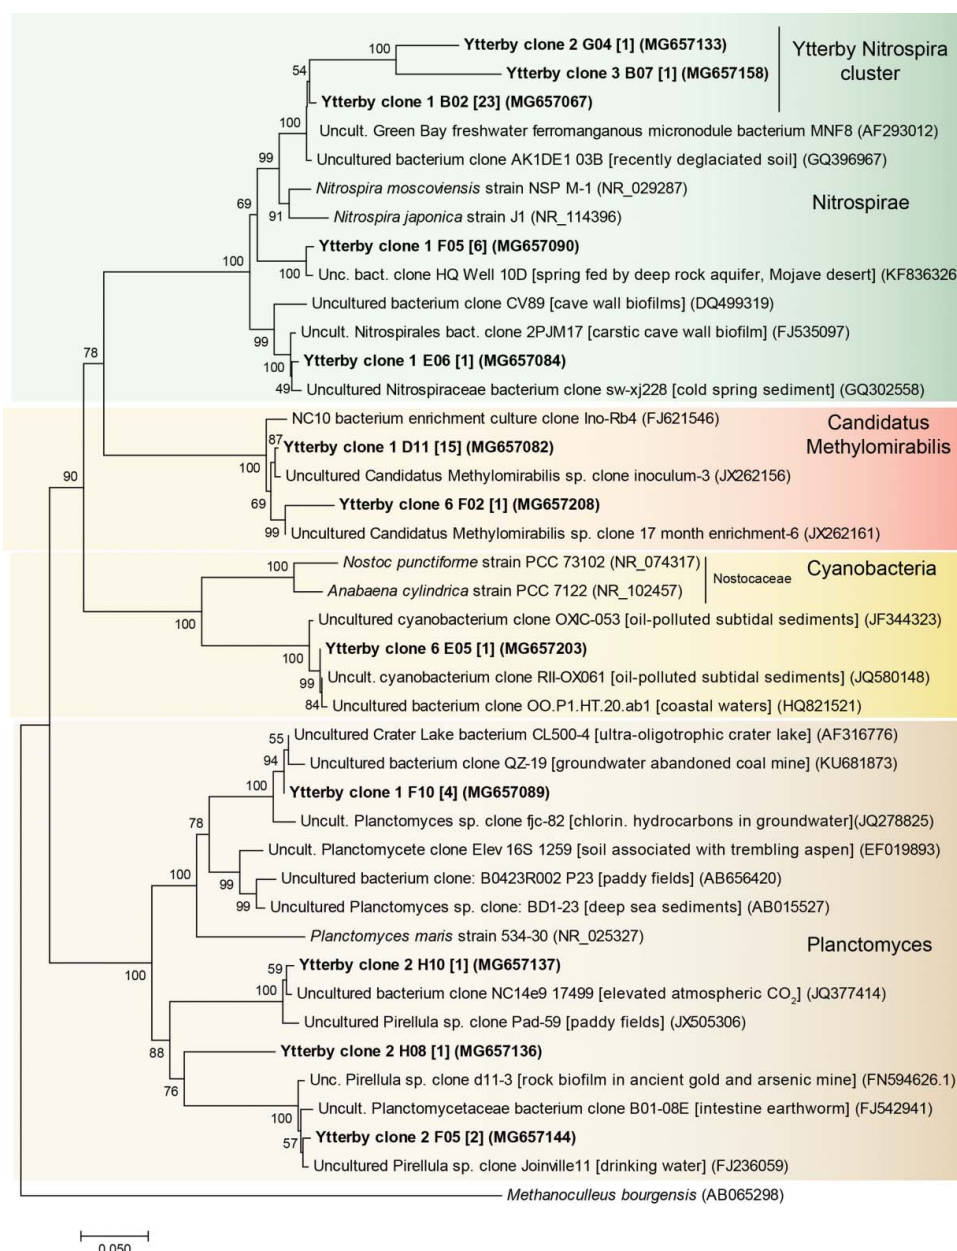 Ytterby clone 2 G04 [1] (MG657133)
Ytterby clone 3 B07 [1] (MG657158)
Ytterby clone 1 B02 [23] (MG657067)
Ytterby Nitrospira
cluster
Uncult. Green Bay freshwater ferromanganous micronodule bacterium MNF8 (AF293012)
Uncultured bacterium clone AK1DE1 03B [recently deglaciated soil] (GQ396967)
Nitrospira moscoviensis strain NSP M-1 (NR_029287)
Nitrospira japonica strain J1 (NR_114396)
Nitrospirae
Ytterby clone 1 F05 [6] (MG657090)
Unc. bact. clone HQ Well 10D [spring fed by deep rock aquifer, Mojave desert] (KF836326
Uncultured bacterium clone CV89 [cave wall biofilms] (DQ499319)
Uncult. Nitrospirales bact. clone 2PJM17 [carstic cave wall biofilm] (FJ535097)
Ytterby clone 1 E06 [1] (MG657084)
Uncultured Nitrospiraceae bacterium clone sw-xj228 [cold spring sediment] (GQ302558)
100
54
100
99
91
69
100
100
99
100
49
78
90
NC10 bacterium enrichment culture clone Ino-Rb4 (FJ621546)
Ytterby clone 1 D11 [15] (MG657082)
Uncultured Candidatus Methylomirabilis sp. clone inoculum-3 (JX262156)
Ytterby clone 6 F02 [1] (MG657208)
Uncultured Candidatus Methylomirabilis sp. clone 17 month enrichment-6 (JX262161)
Candidatus
Methylomirabilis
87
100
69
99
Nostoc punctiforme strain PCC 73102 (NR_074317)
Anabaena cylindrica strain PCC 7122 (NR_102457)
Nostocaceae
Cyanobacteria
Uncultured cyanobacterium clone OXIC-053 [oil-polluted subtidal sediments] (JF344323)
Ytterby clone 6 E05 [1] (MG657203)
Uncult. cyanobacterium clone RII-OX061 [oil-polluted subtidal sediments] (JQ580148)
Uncultured bacterium clone OO.P1.HT.20.ab1 [coastal waters] (HQ821521)
100
100
100
99
84
Uncultured Crater Lake bacterium CL500-4 [ultra-oligotrophic crater lake] (AF316776)
Uncultured bacterium clone QZ-19 [groundwater abandoned coal mine] (KU681873)
Ytterby clone 1 F10 [4] (MG657089)
Uncult. Planctomyces sp. clone fjc-82 [chlorin. hydrocarbons in groundwater](JQ278825)
Uncult. Planctomycete clone Elev 16S 1259 [soil associated with trembling aspen] (EF019893)
Uncultured bacterium clone: B0423R002 P23 [paddy fields] (AB656420)
Uncultured Planctomyces sp. clone: BD1-23 [deep sea sediments] (AB015527)
Planctomyces maris strain 534-30 (NR_025327)
Planctomyces
Ytterby clone 2 H10 [1] (MG657137)
Uncultured bacterium clone NC14e9 17499 [elevated atmospheric CO2] (JQ377414)
Uncultured Pirellula sp. clone Pad-59 [paddy fields] (JX505306)
Ytterby clone 2 H08 [1] (MG657136)
Unc. Pirellula sp. clone d11-3 [rock biofilm in ancient gold and arsenic mine] (FN594626.1)
Uncult. Planctomycetaceae bacterium clone B01-08E [intestine earthworm] (FJ542941)
Ytterby clone 2 F05 [2] (MG657144)
Uncultured Pirellula sp. clone Joinville11 [drinking water] (FJ236059)
55
94
100
78
100
99
99
100
59
100
88
76
100
57
Methanoculleus bourgensis (AB065298)
0.050